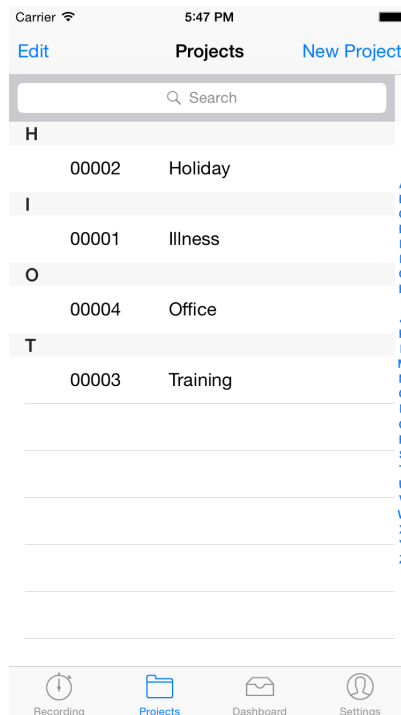 Carrier 5:47 PM
Edit Projects New Project
Search
H
00002 Holiday
I
00001 Illness
O
00004 Office
T
00003 Training
Recording Projects Dashboard Settings